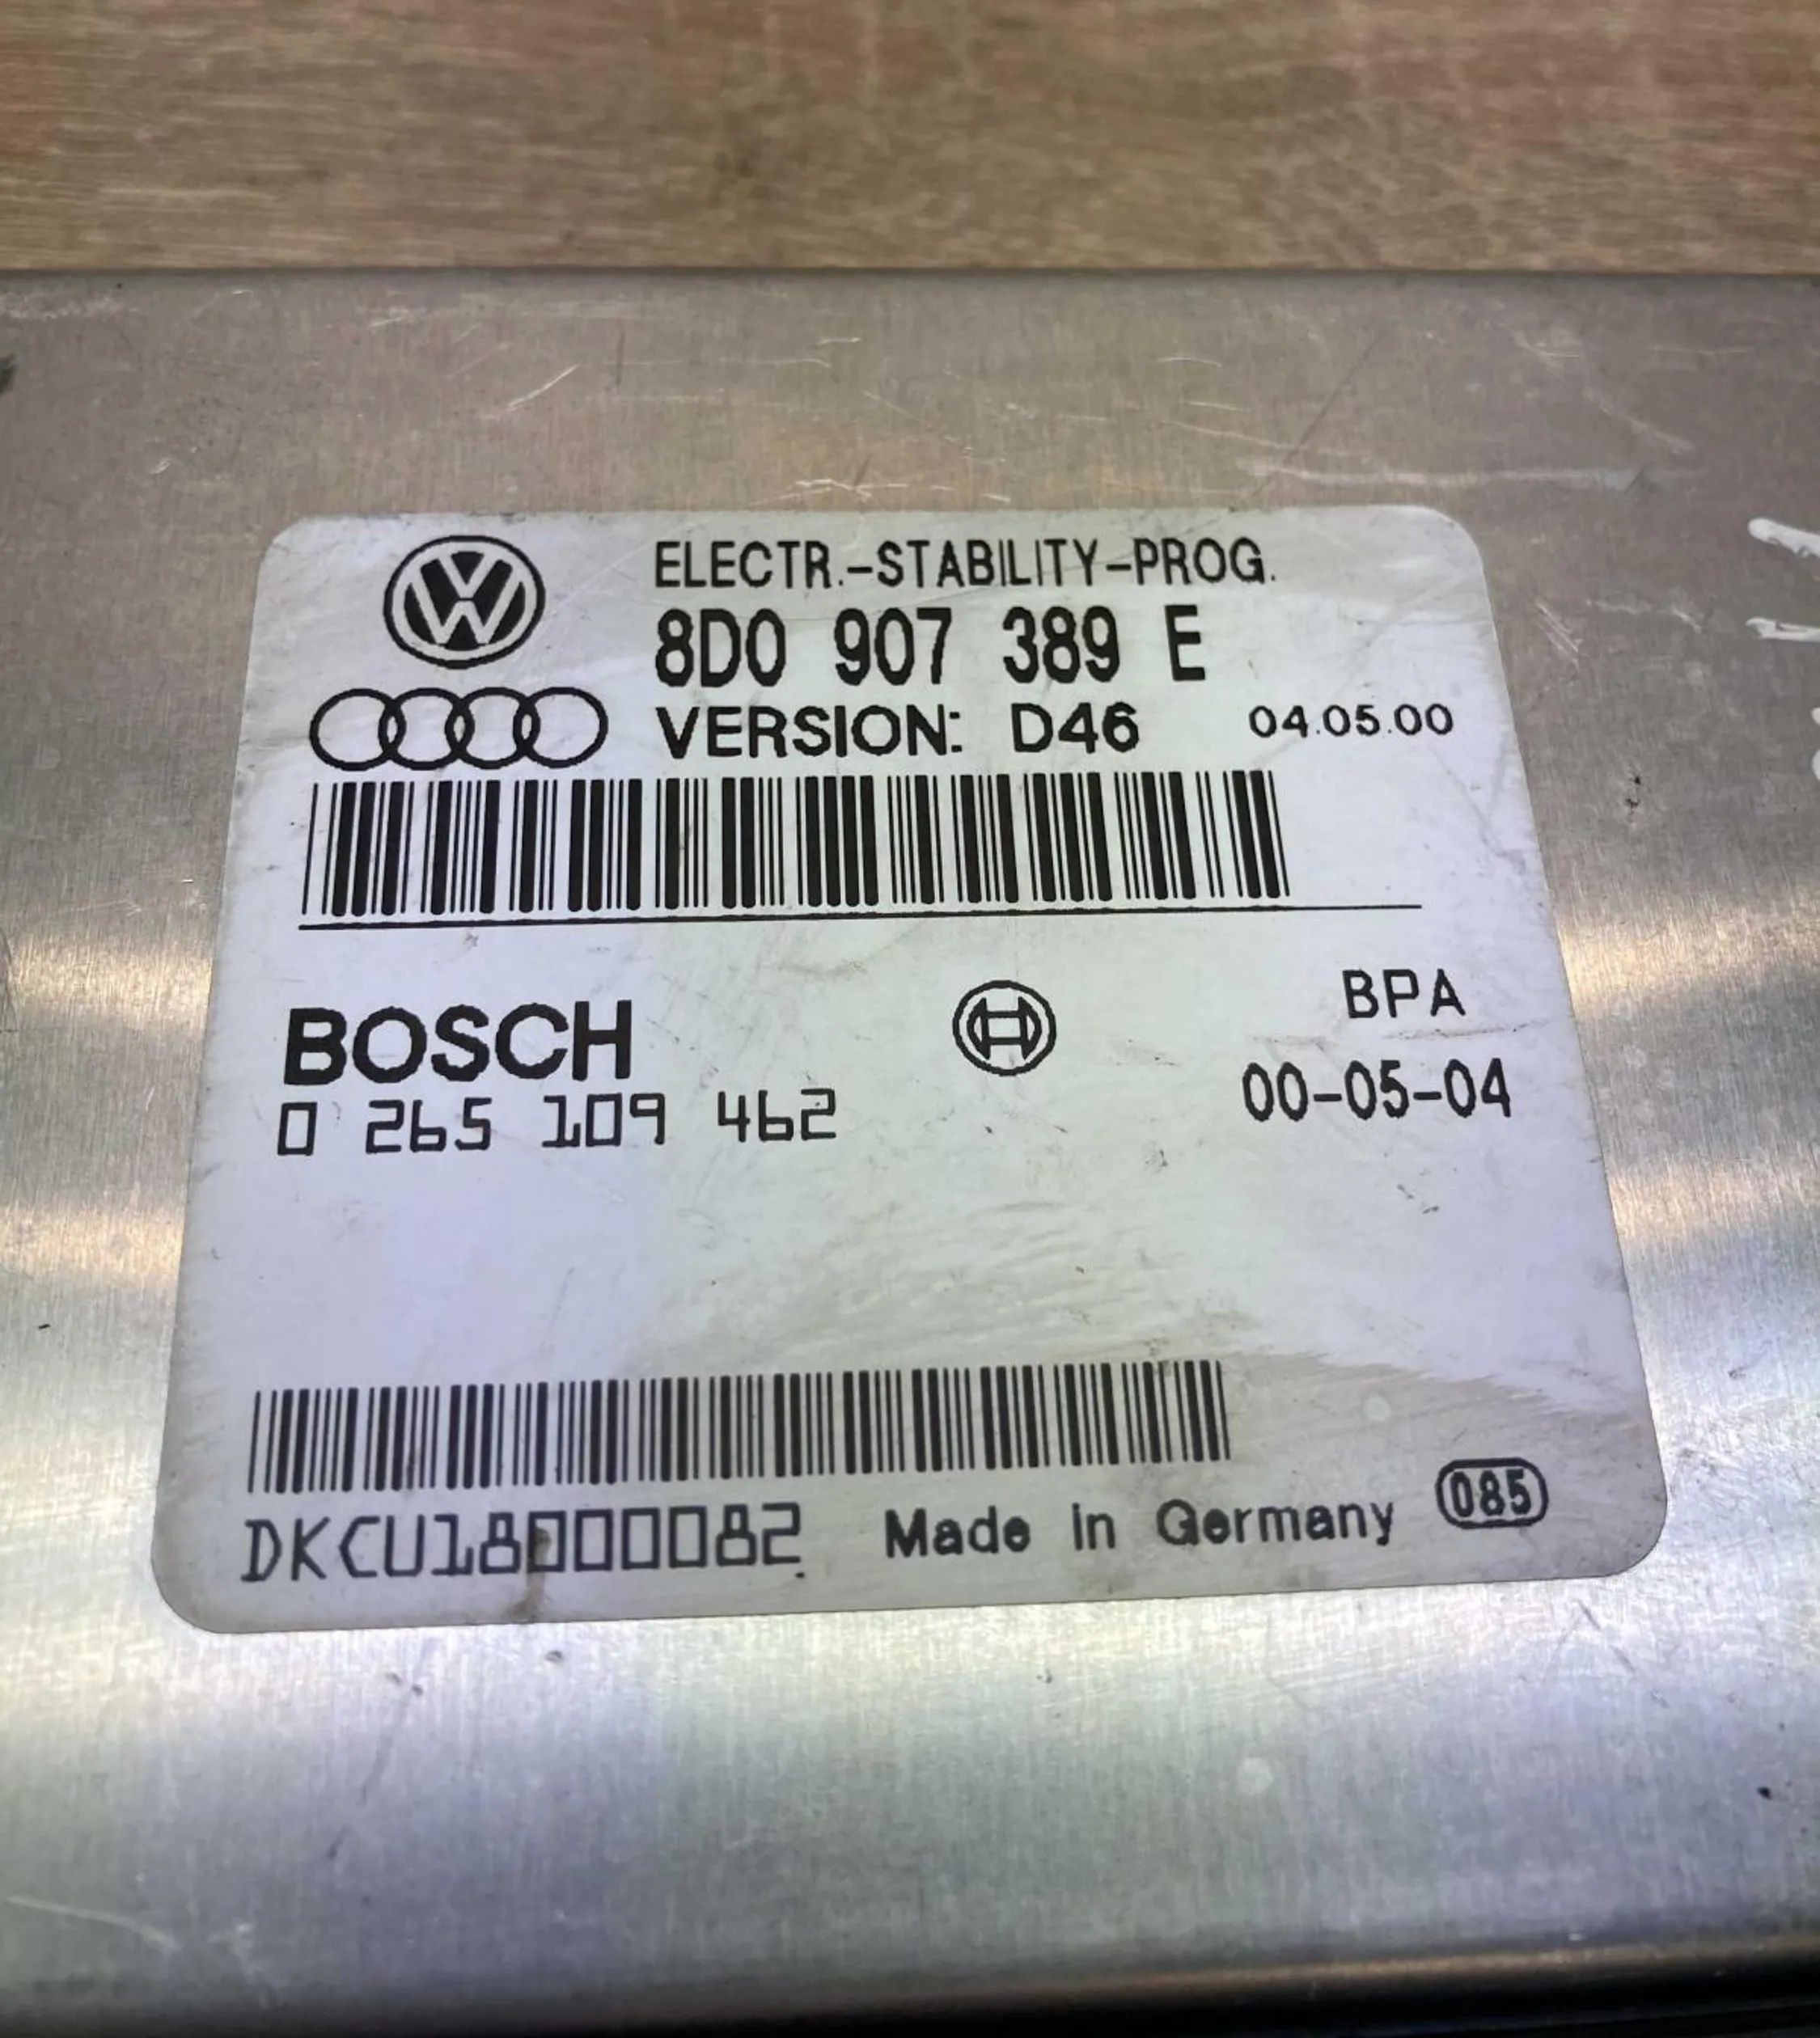 ELECTR.-STABILITY-PROG.
8D0 907 389 E
VERSION: D46 04.05.00
BOSCH
BPA
0 265 109 462
00-05-04
DKCU18000082 Made in Germany 085